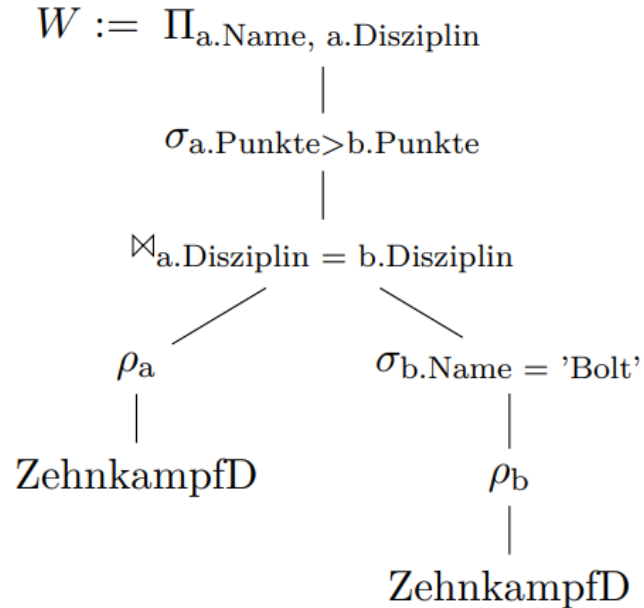 W := Π a.Name, a.Disziplin
σ a.Punkte>b.Punkte
⋈ a.Disziplin = b.Disziplin
ρ a
σ b.Name = 'Bolt'
ZehnkampfD
ρ b
ZehnkampfD